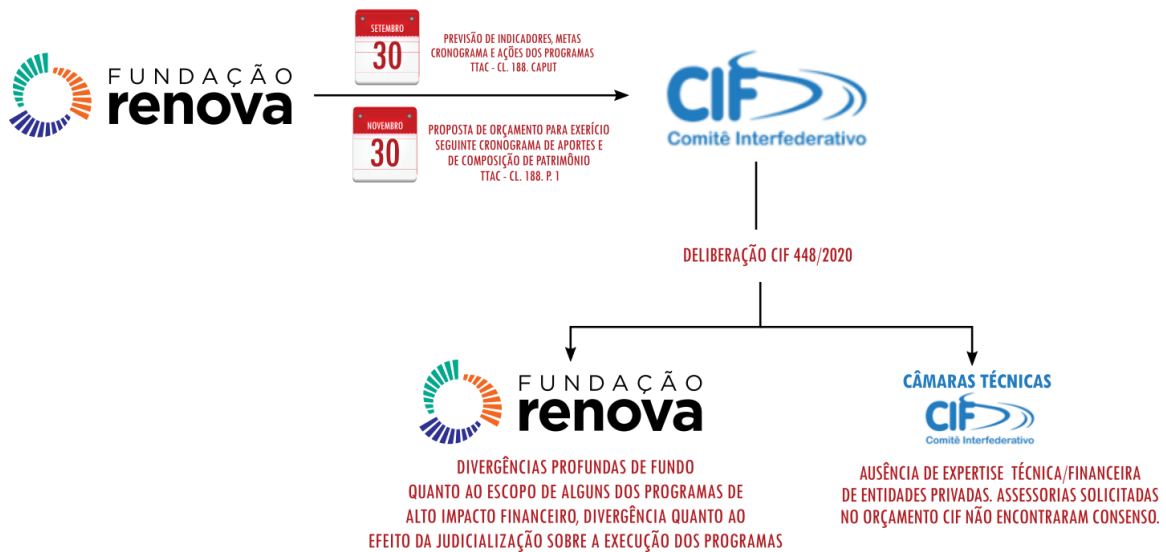 FUNDAÇÃO
renova
SETEMBRO
30
PREVISÃO DE INDICADORES, METAS
CRONOGRAMA E AÇÕES DOS PROGRAMAS
TTAC - CL. 188. CAPUT
NOVEMBRO
30
PROPOSTA DE ORÇAMENTO PARA EXERÍCIO
SEGUINTE CRONOGRAMA DE APORTES E
DE COMPOSIÇÃO DE PATRIMÔNIO
TTAC - CL. 188. P. 1
CIF
Comitê Interfederativo
DELIBERAÇÃO CIF 448/2020
FUNDAÇÃO
renova
DIVERGÊNCIAS PROFUNDAS DE FUNDO
QUANTO AO ESCOPO DE ALGUNS DOS PROGRAMAS DE
ALTO IMPACTO FINANCEIRO, DIVERGÊNCIA QUANTO AO
EFEITO DA JUDICIALIZAÇÃO SOBRE A EXECUÇÃO DOS PROGRAMAS
CÂMARAS TÉCNICAS
CIF
Comitê Interfederativo
AUSÊNCIA DE EXPERTISE TÉCNICA/FINANCEIRA
DE ENTIDADES PRIVADAS. ASSESSORIAS SOLICITADAS
NO ORÇAMENTO CIF NÃO ENCONTRARAM CONSENSO.